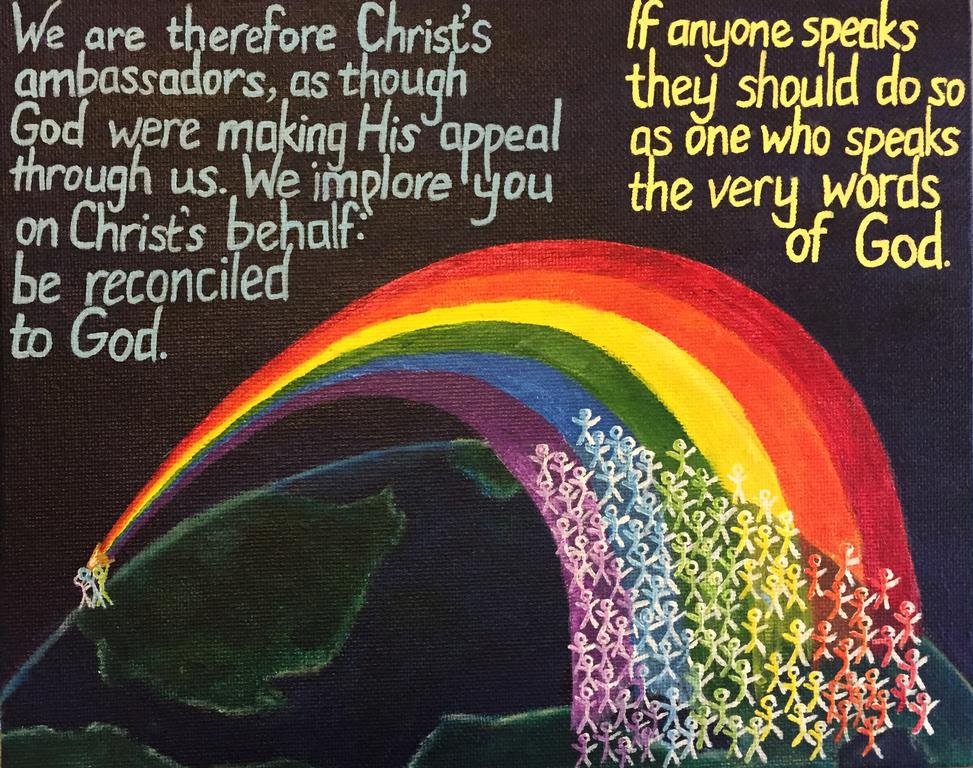 We are therefore Christ's
ambassadors, as though
God were making His appeal
through us. We implore you
on Christ's behalf:
be reconciled
to God.
If anyone speaks
they should do so
as one who speaks
the very words
of God.